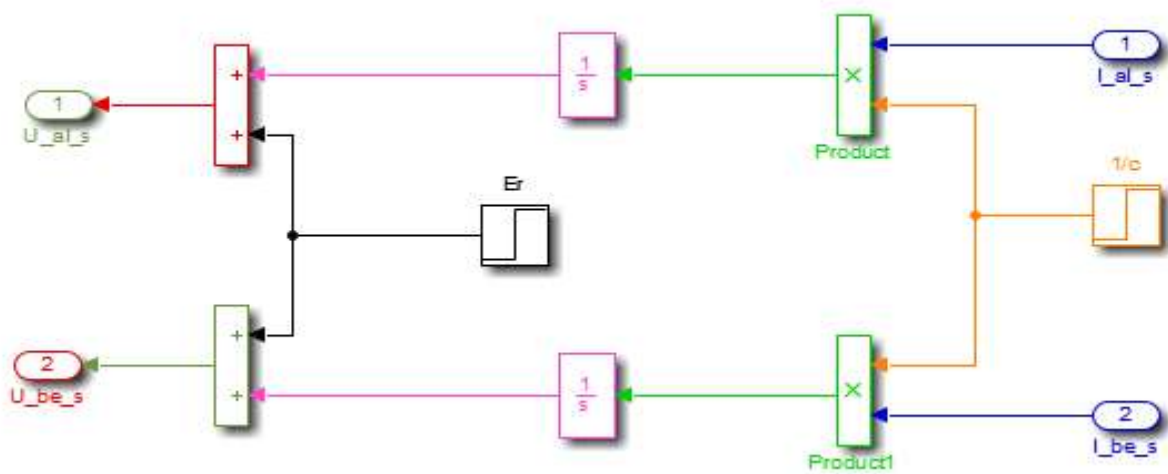 1
I_al_s
+
1
s
×
1
U_al_s
+
Product
1/c
Er
+
2
U_be_s
+
1
s
×
2
I_be_s
Product1